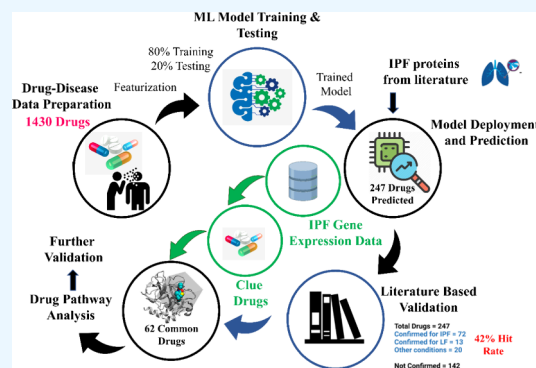 ML Model Training &
Testing
80% Training
20% Testing
Featurization
Trained
Model
IPF proteins
from literature
Drug-Disease
Data Preparation
1430 Drugs
Model Deployment
and Prediction
247 Drugs
Predicted
IPF Gene
Expression Data
Clue
Drugs
Further
Validation
Drug Pathway
Analysis
62 Common
Drugs
Literature Based
Validation
Total Drugs = 247
Confirmed for IPF = 72
Confirmed for LF = 13
Other conditions = 20
Not Confirmed = 142
42% Hit
Rate